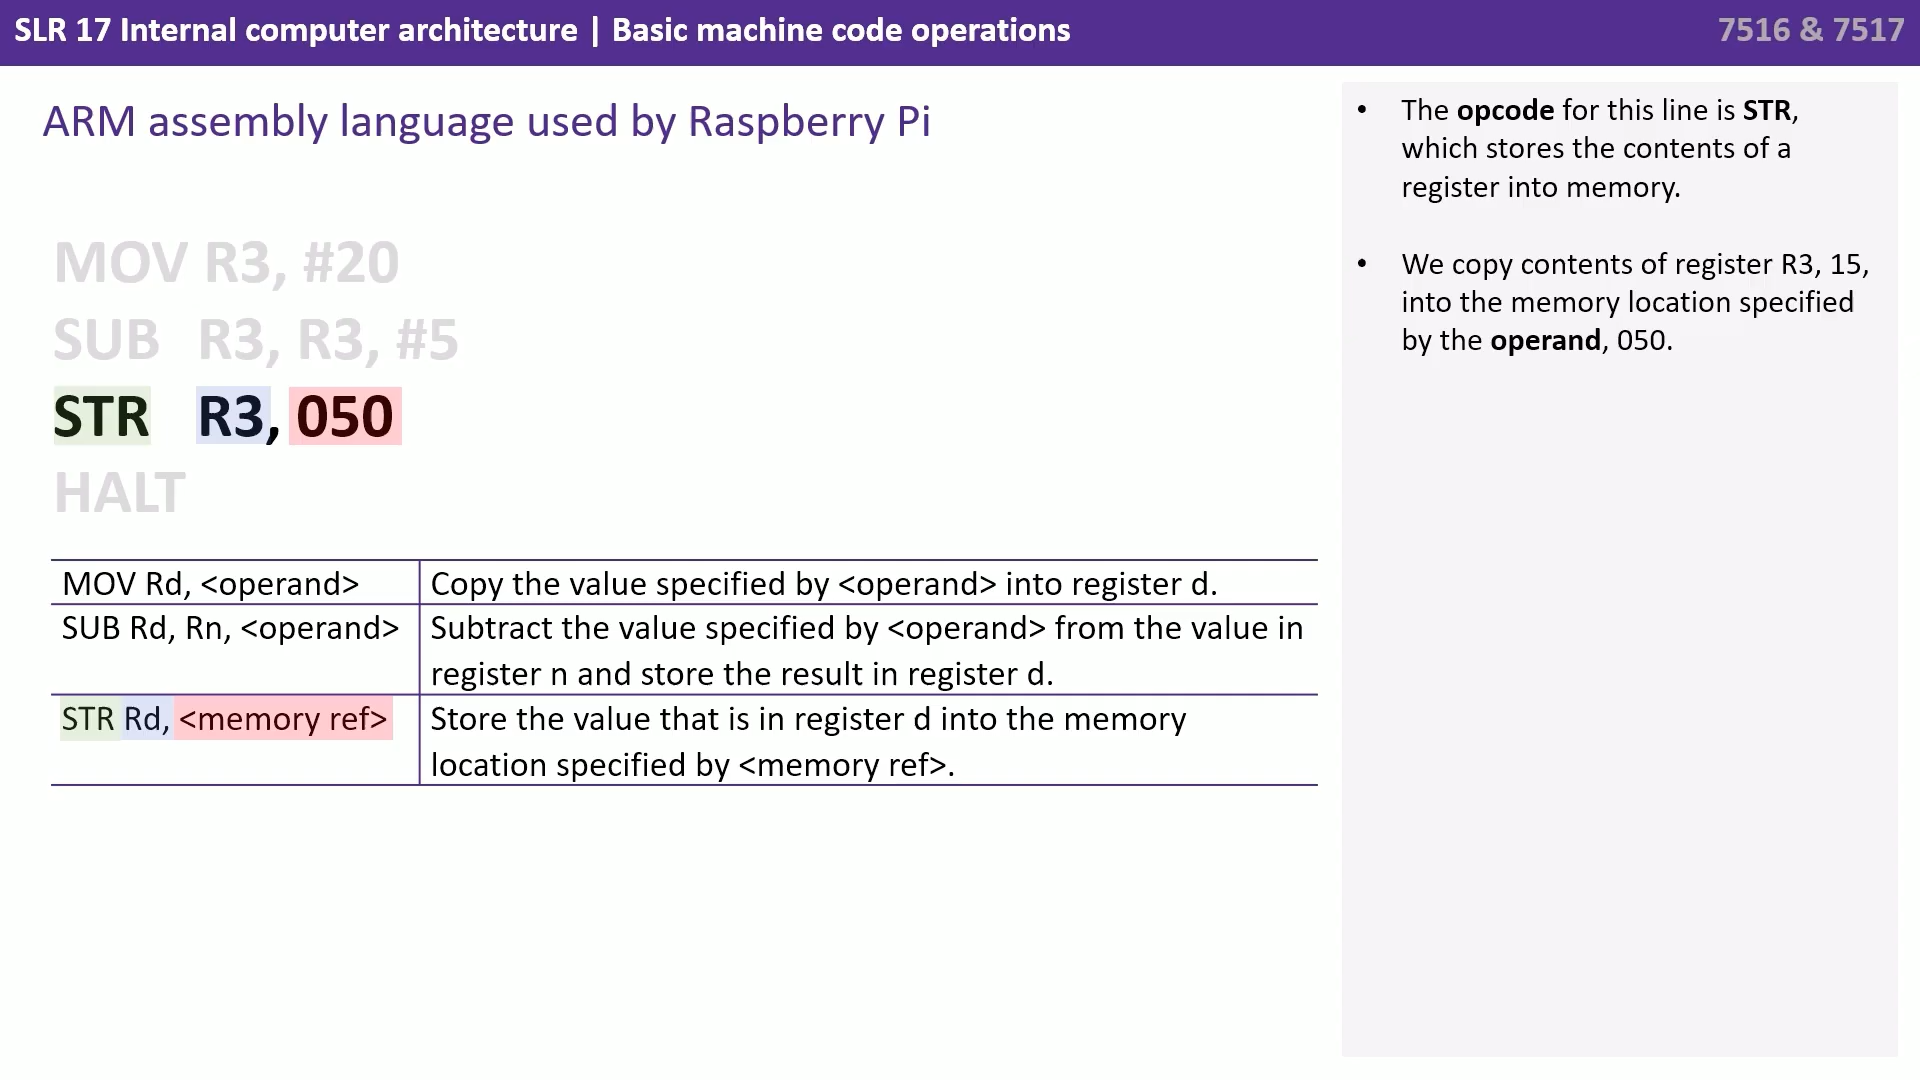 SLR 17 Internal computer architecture | Basic machine code operations
7516 & 7517
ARM assembly language used by Raspberry Pi
MOV R3, #20
SUB R3, R3, #5
STR R3, 050
HALT
MOV Rd, <operand>
Copy the value specified by <operand> into register d.
SUB Rd, Rn, <operand>
Subtract the value specified by <operand> from the value in
register n and store the result in register d.
STR Rd, <memory ref>
Store the value that is in register d into the memory
location specified by <memory ref>.
• The opcode for this line is STR,
which stores the contents of a
register into memory.
• We copy contents of register R3, 15,
into the memory location specified
by the operand, 050.